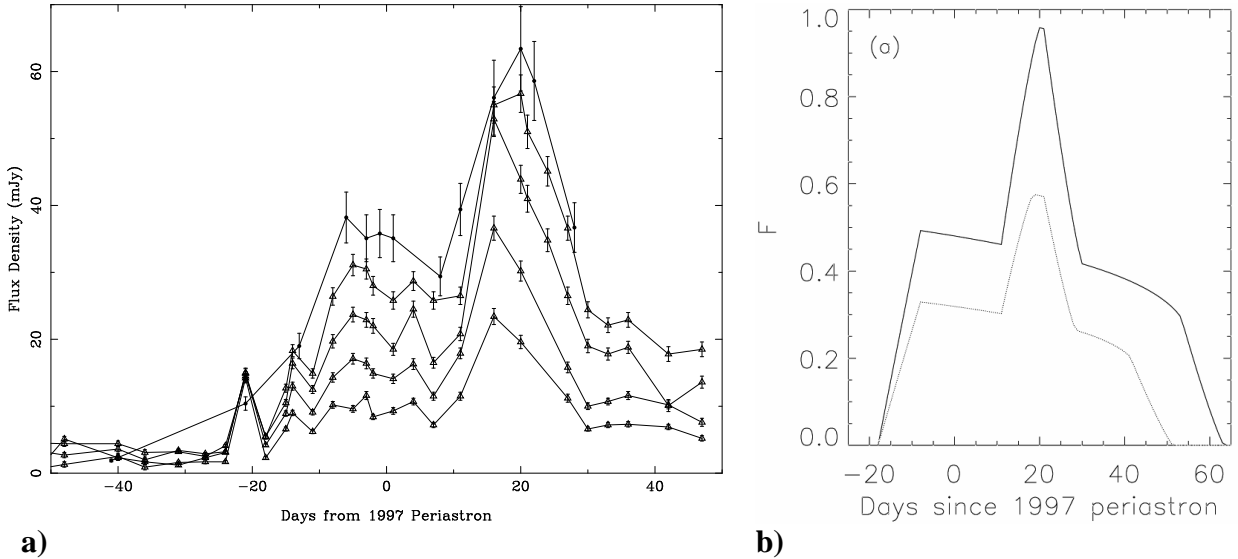 Flux Density (mJy)
60
40
20
0
−40
−20
0
20
40
Days from 1997 Periastron
a)
(a)
F
1.0
0.8
0.6
0.4
0.2
0.0
−20
0
20
40
60
Days since 1997 periastron
b)